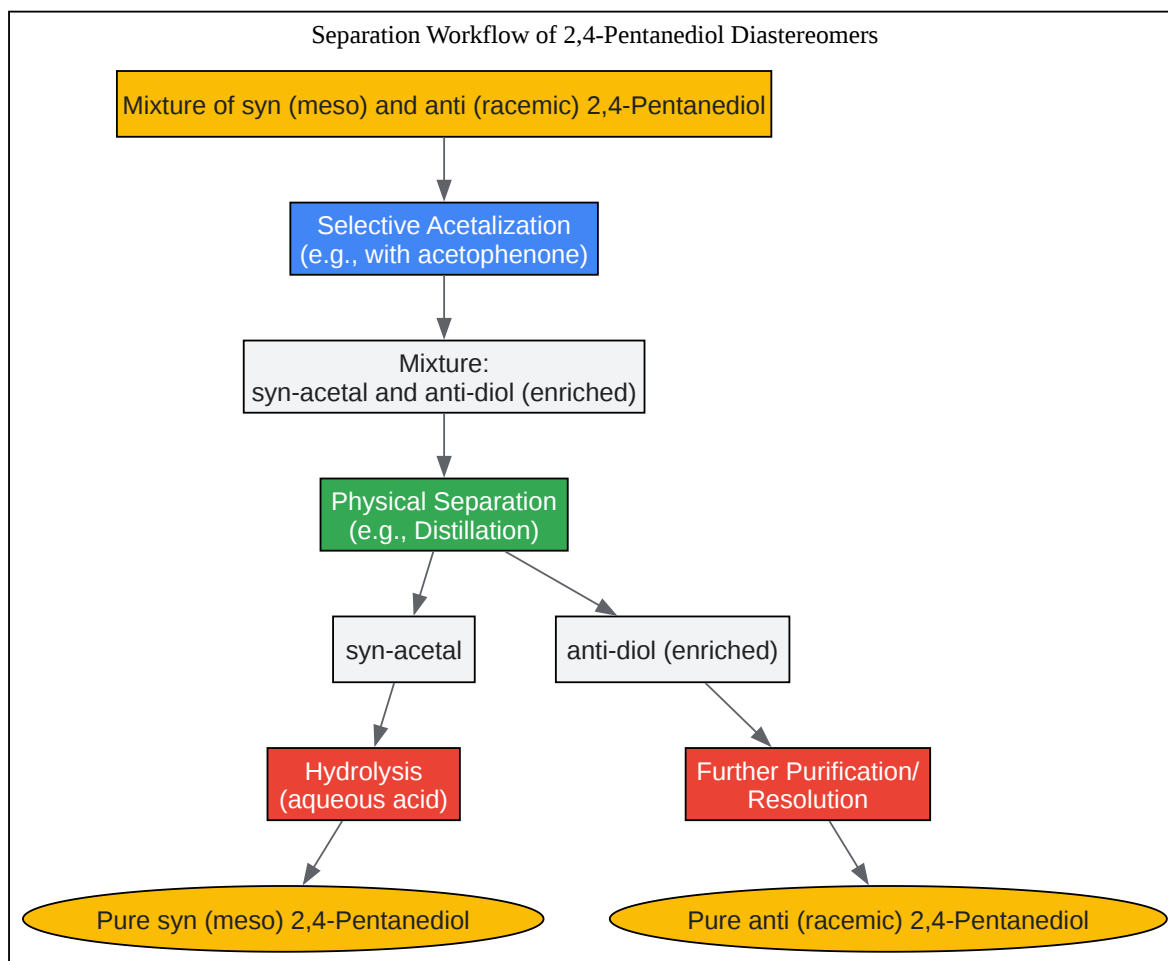 Separation Workflow of 2,4-Pentanediol Diastereomers
Mixture of syn (meso) and anti (racemic) 2,4-Pentanediol
Selective Acetalization
(e.g., with acetophenone)
Mixture:
syn-acetal and anti-diol (enriched)
Physical Separation
(e.g., Distillation)
syn-acetal
anti-diol (enriched)
Hydrolysis
(aqueous acid)
Further Purification/
Resolution
Pure syn (meso) 2,4-Pentanediol
Pure anti (racemic) 2,4-Pentanediol